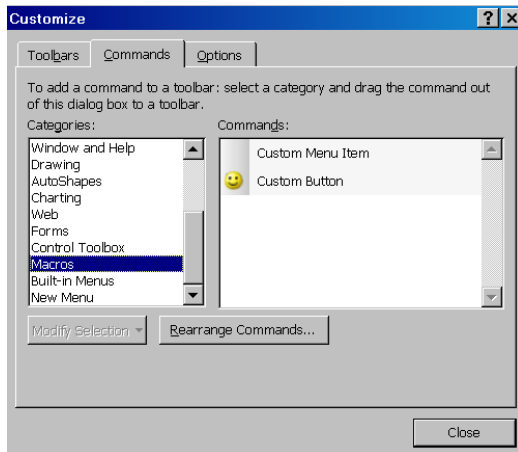 Customize
Toolbars Commands Options
To add a command to a toolbar: select a category and drag the command out
of this dialog box to a toolbar.
Categories: Commands:
Window and Help
Drawing
AutoShapes
Charting
Web
Forms
Control Toolbox
Macros
Built-in Menus
New Menu
Custom Menu Item
Custom Button
Modify Selection
Rearrange Commands...
Close